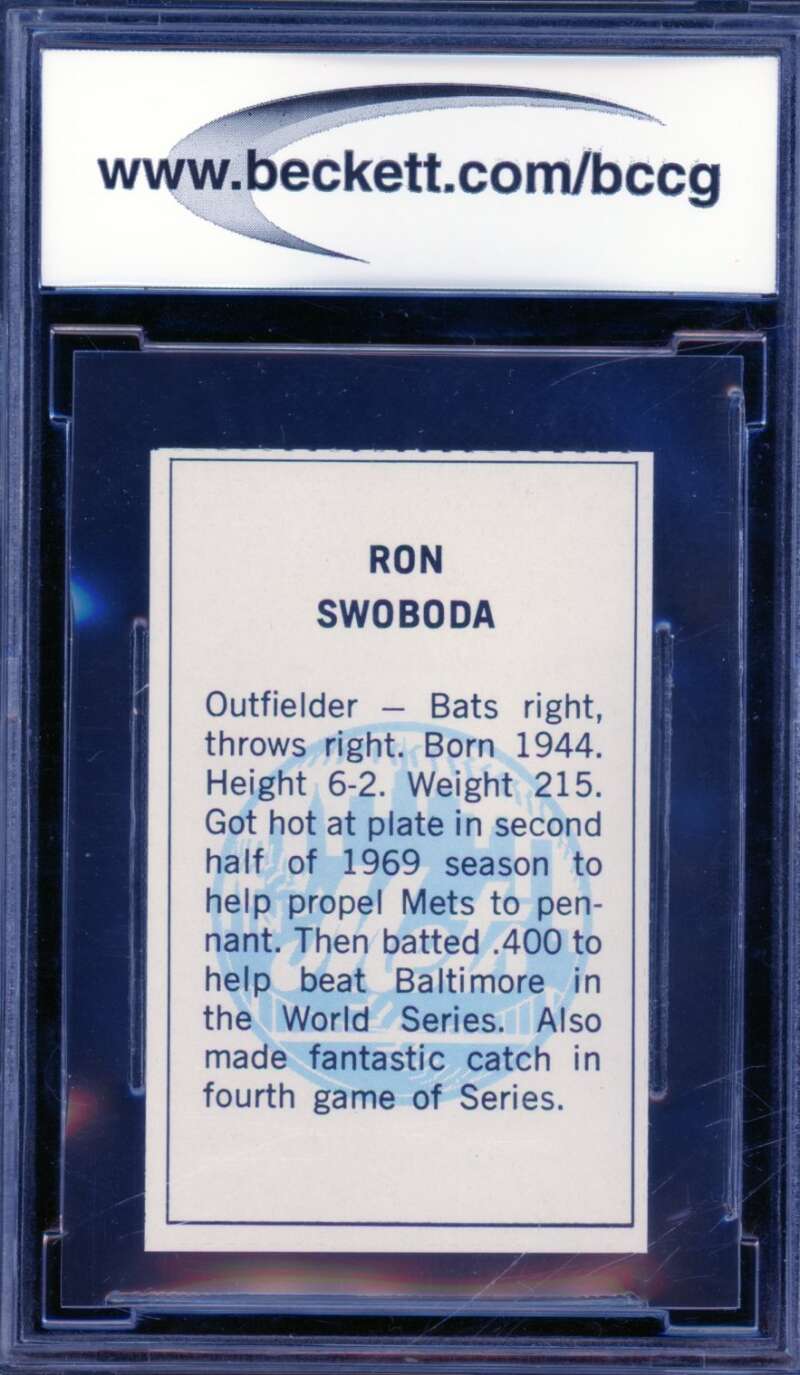 www.beckett.com/bccg
RON
SWOBODA
Outfielder — Bats right,
throws right. Born 1944.
Height 6-2. Weight 215.
Got hot at plate in second
half of 1969 season to
help propel Mets to pen-
nant. Then batted .400 to
help beat Baltimore in
the World Series. Also
made fantastic catch in
fourth game of Series.
Mets